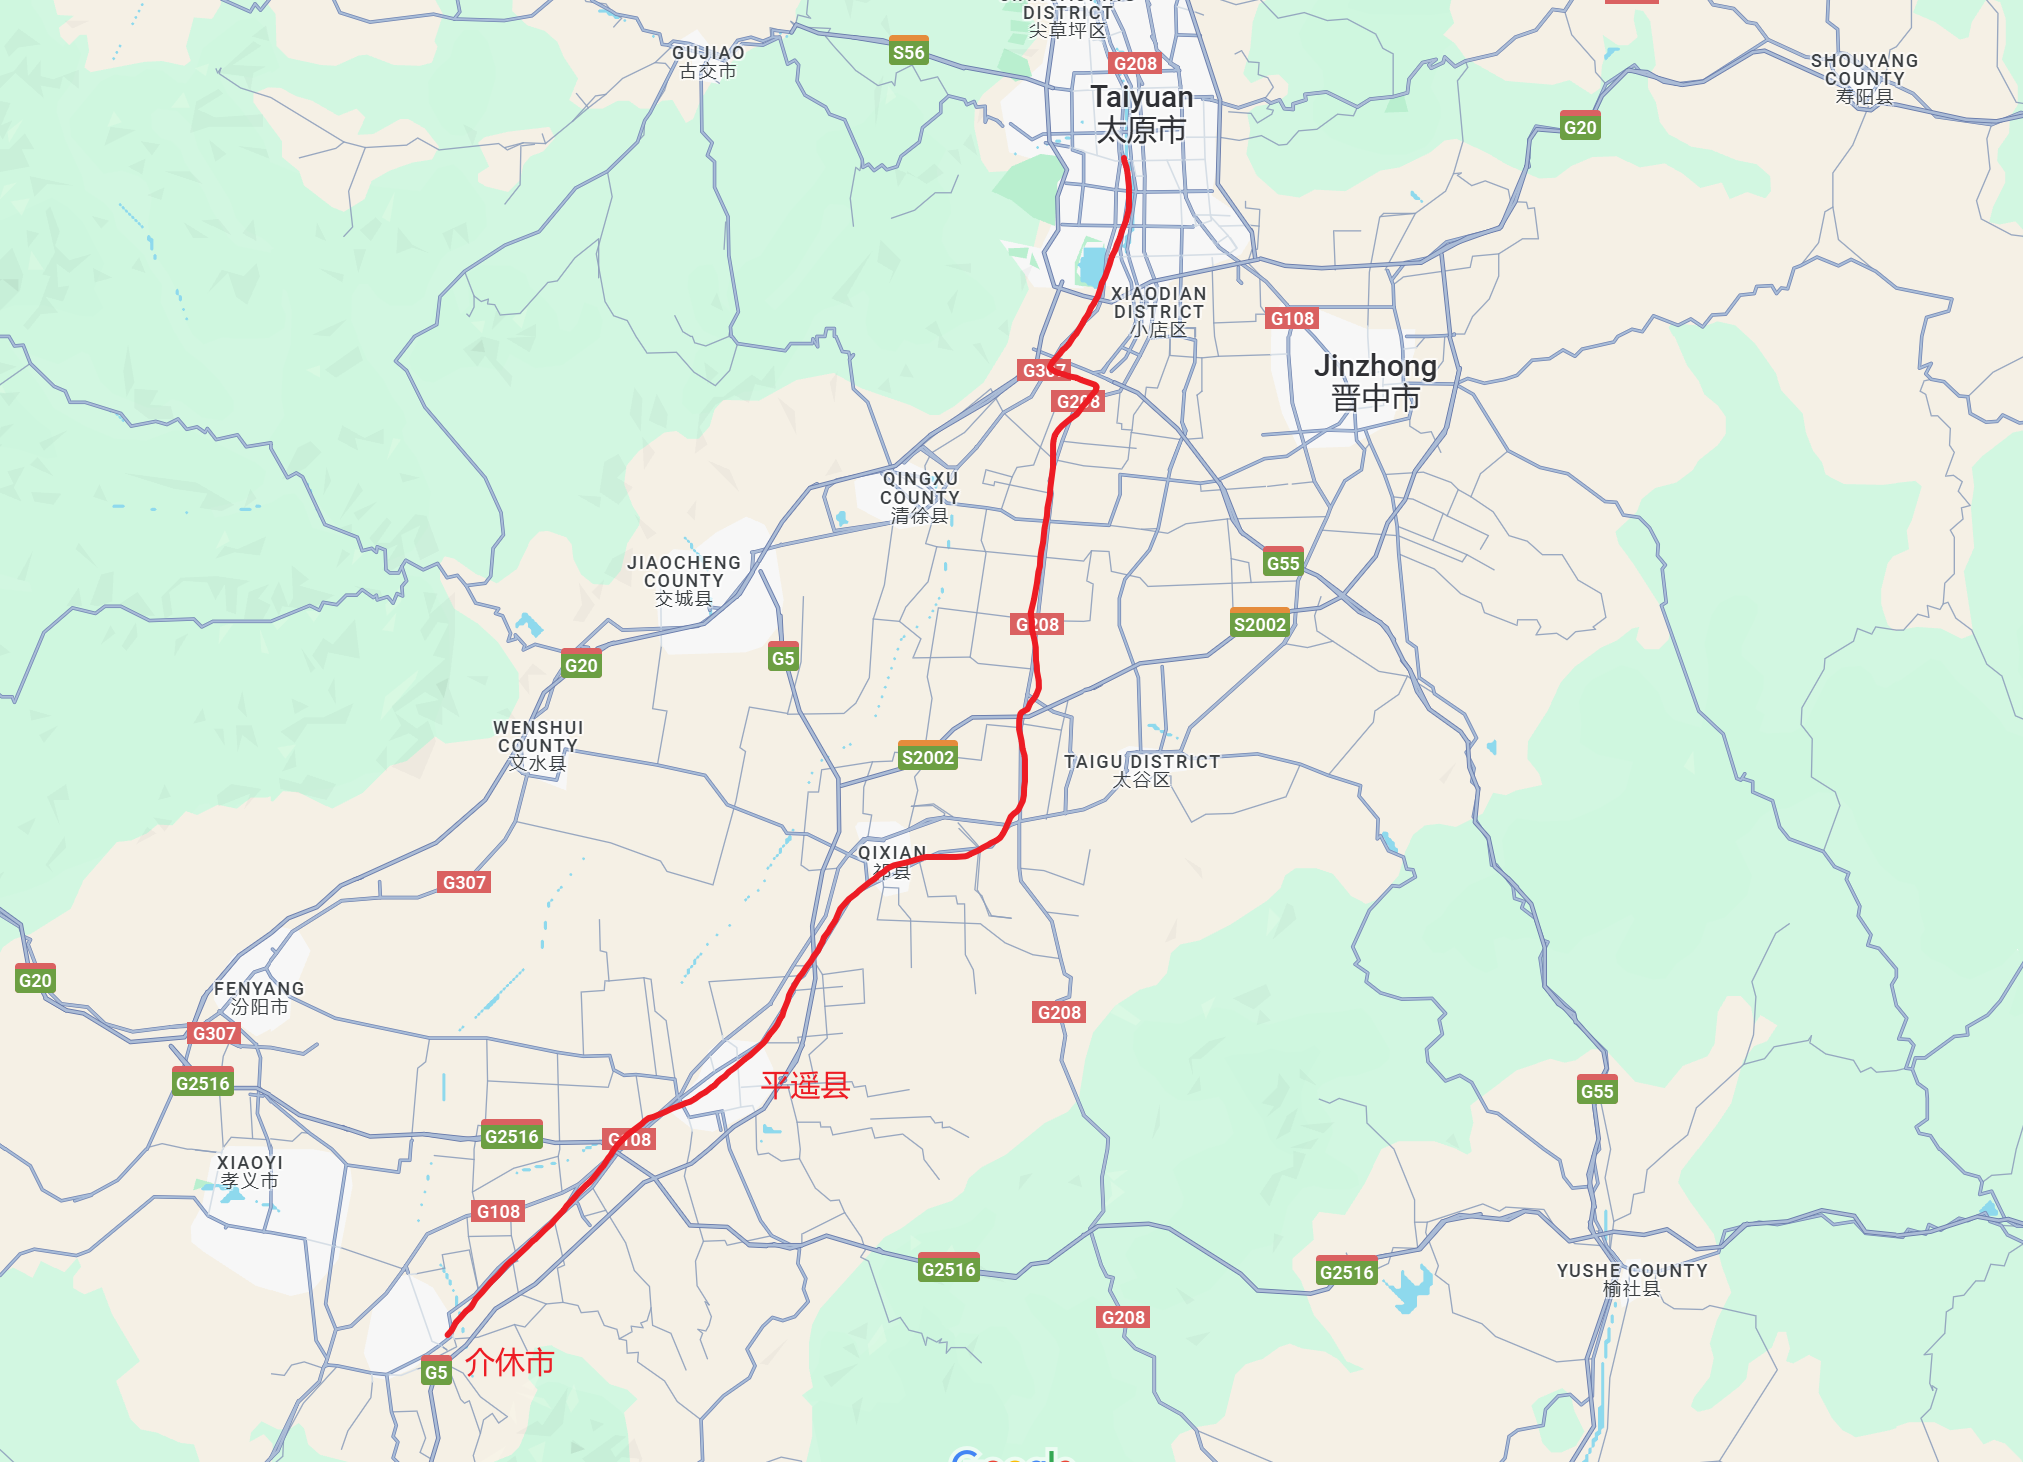 DISTRICT
尖草坪区
GUJIAO
古交市
S56
G208
SHOUYANG
COUNTY
寿阳县
Taiyuan
太原市
G20
XIAODIAN
DISTRICT
小店区
G108
G307
Jinzhong
晋中市
G208
QINGXU
COUNTY
清徐县
JIAOCHENG
COUNTY
交城县
G55
G208
S2002
G5
G20
WENSHUI
COUNTY
文水县
S2002
TAIGU DISTRICT
太谷区
QIXIAN
祁县
G307
G20
FENYANG
汾阳市
G307
G208
G2516
平遥县
G55
G2516
G108
XIAOYI
孝义市
G108
G2516
G2516
YUSHE COUNTY
榆社县
G208
G5
介休市